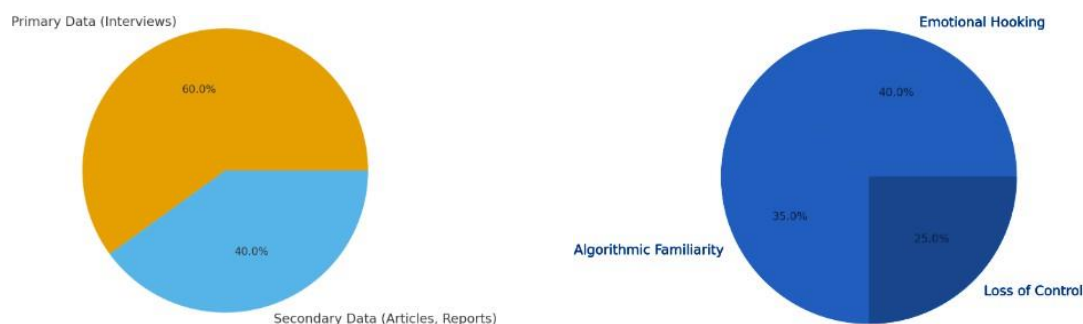 Primary Data (Interviews)
60.0%
40.0%
Secondary Data (Articles, Reports)
Emotional Hooking
40.0%
35.0%
Algorithmic Familiarity
25.0%
Loss of Control